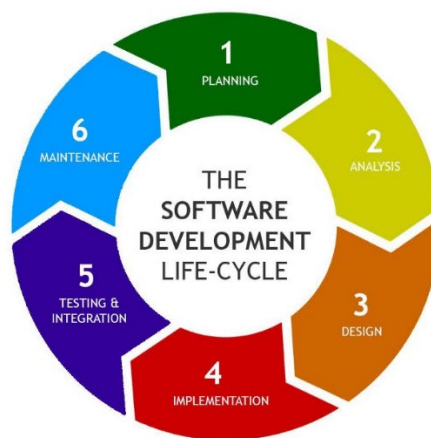 1
PLANNING
2
ANALYSIS
3
DESIGN
4
IMPLEMENTATION
5
TESTING &
INTEGRATION
6
MAINTENANCE
THE
SOFTWARE
DEVELOPMENT
LIFE-CYCLE